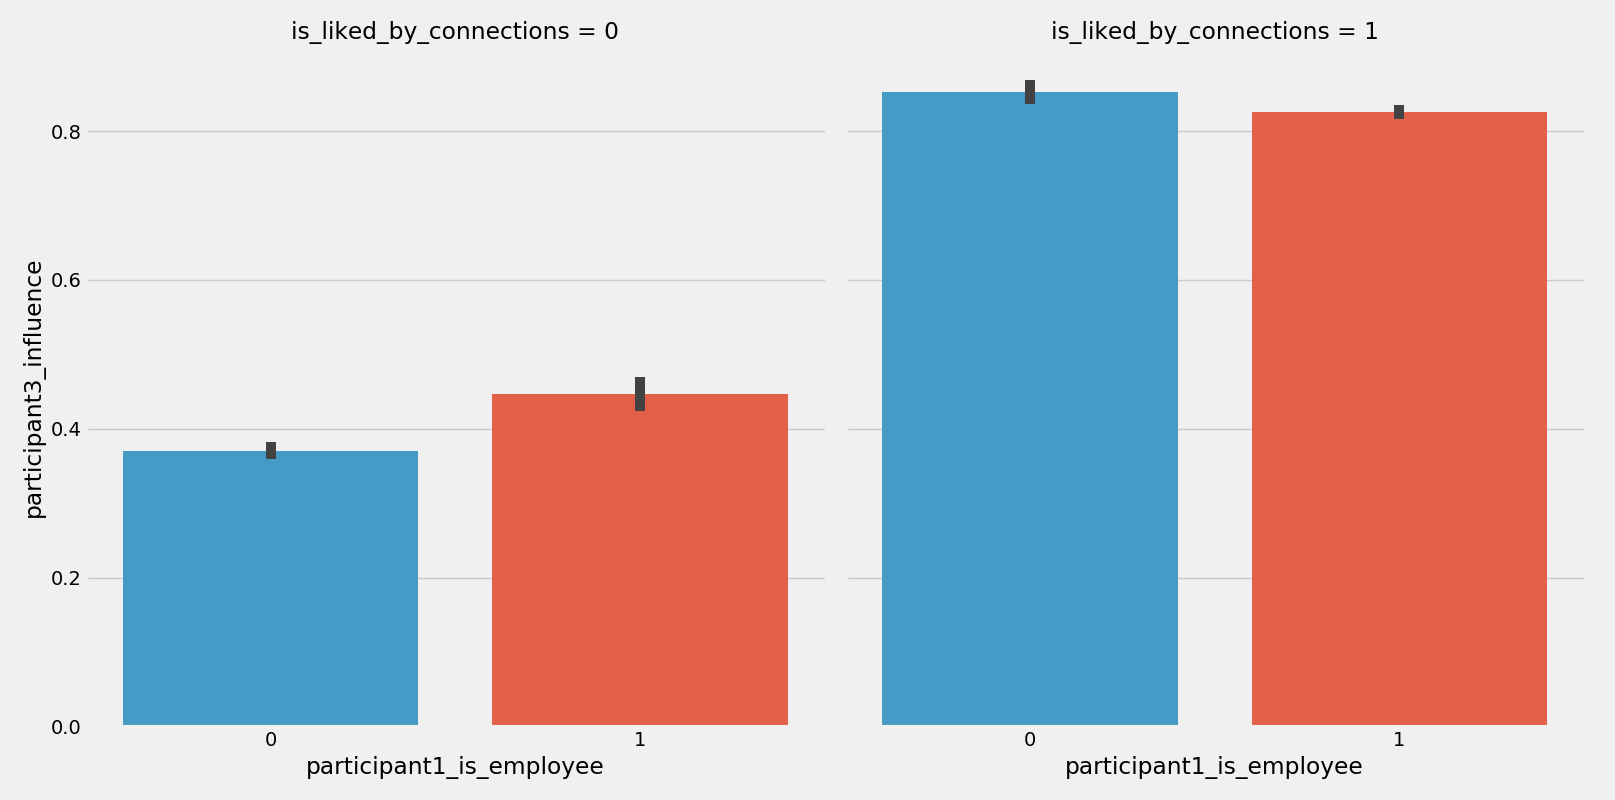 is_liked_by_connections = 0
is_liked_by_connections = 1
participant3_influence
0.8
0.6
0.4
0.2
0.0
0
1
0
1
participant1_is_employee
participant1_is_employee